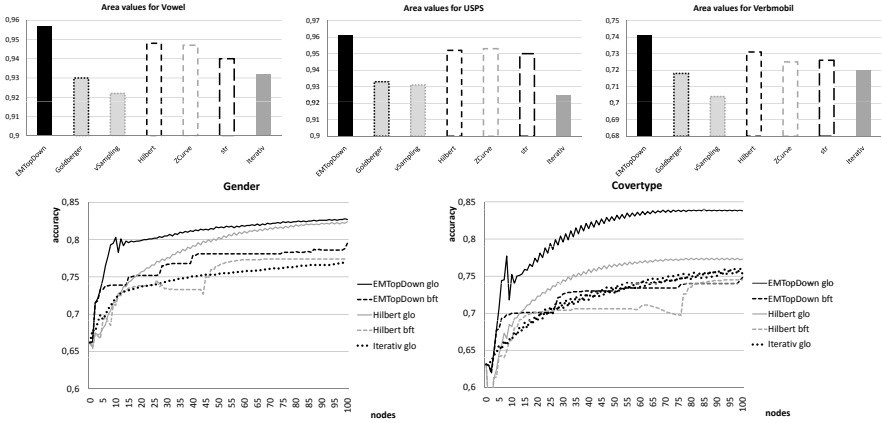 Area values for Vowel
0,96
0,95
0,94
0,93
0,92
0,91
0,9
EMTopDown
Goldberger
vSampling
Hilbert
ZCurve
str
Iterativ
Area values for USPS
0,97
0,96
0,95
0,94
0,93
0,92
0,91
0,9
EMTopDown
Goldberger
vSampling
Hilbert
ZCurve
str
Iterativ
Area values for Verbmobil
0,75
0,74
0,73
0,72
0,71
0,7
0,69
0,68
EMTopDown
Goldberger
vSampling
Hilbert
ZCurve
str
Iterativ
Gender
accuracy
0,85
0,8
0,75
0,7
0,65
0,6
0 5 10 15 20 25 30 35 40 45 50 55 60 65 70 75 80 85 90 95 100
nodes
EMTopDown glo
EMTopDown bft
Hilbert glo
Hilbert bft
Iterativ glo
Covertype
accuracy
0,85
0,8
0,75
0,7
0,65
0,6
0 5 10 15 20 25 30 35 40 45 50 55 60 65 70 75 80 85 90 95 100
nodes
EMTopDown glo
EMTopDown bft
Hilbert glo
Hilbert bft
Iterativ glo